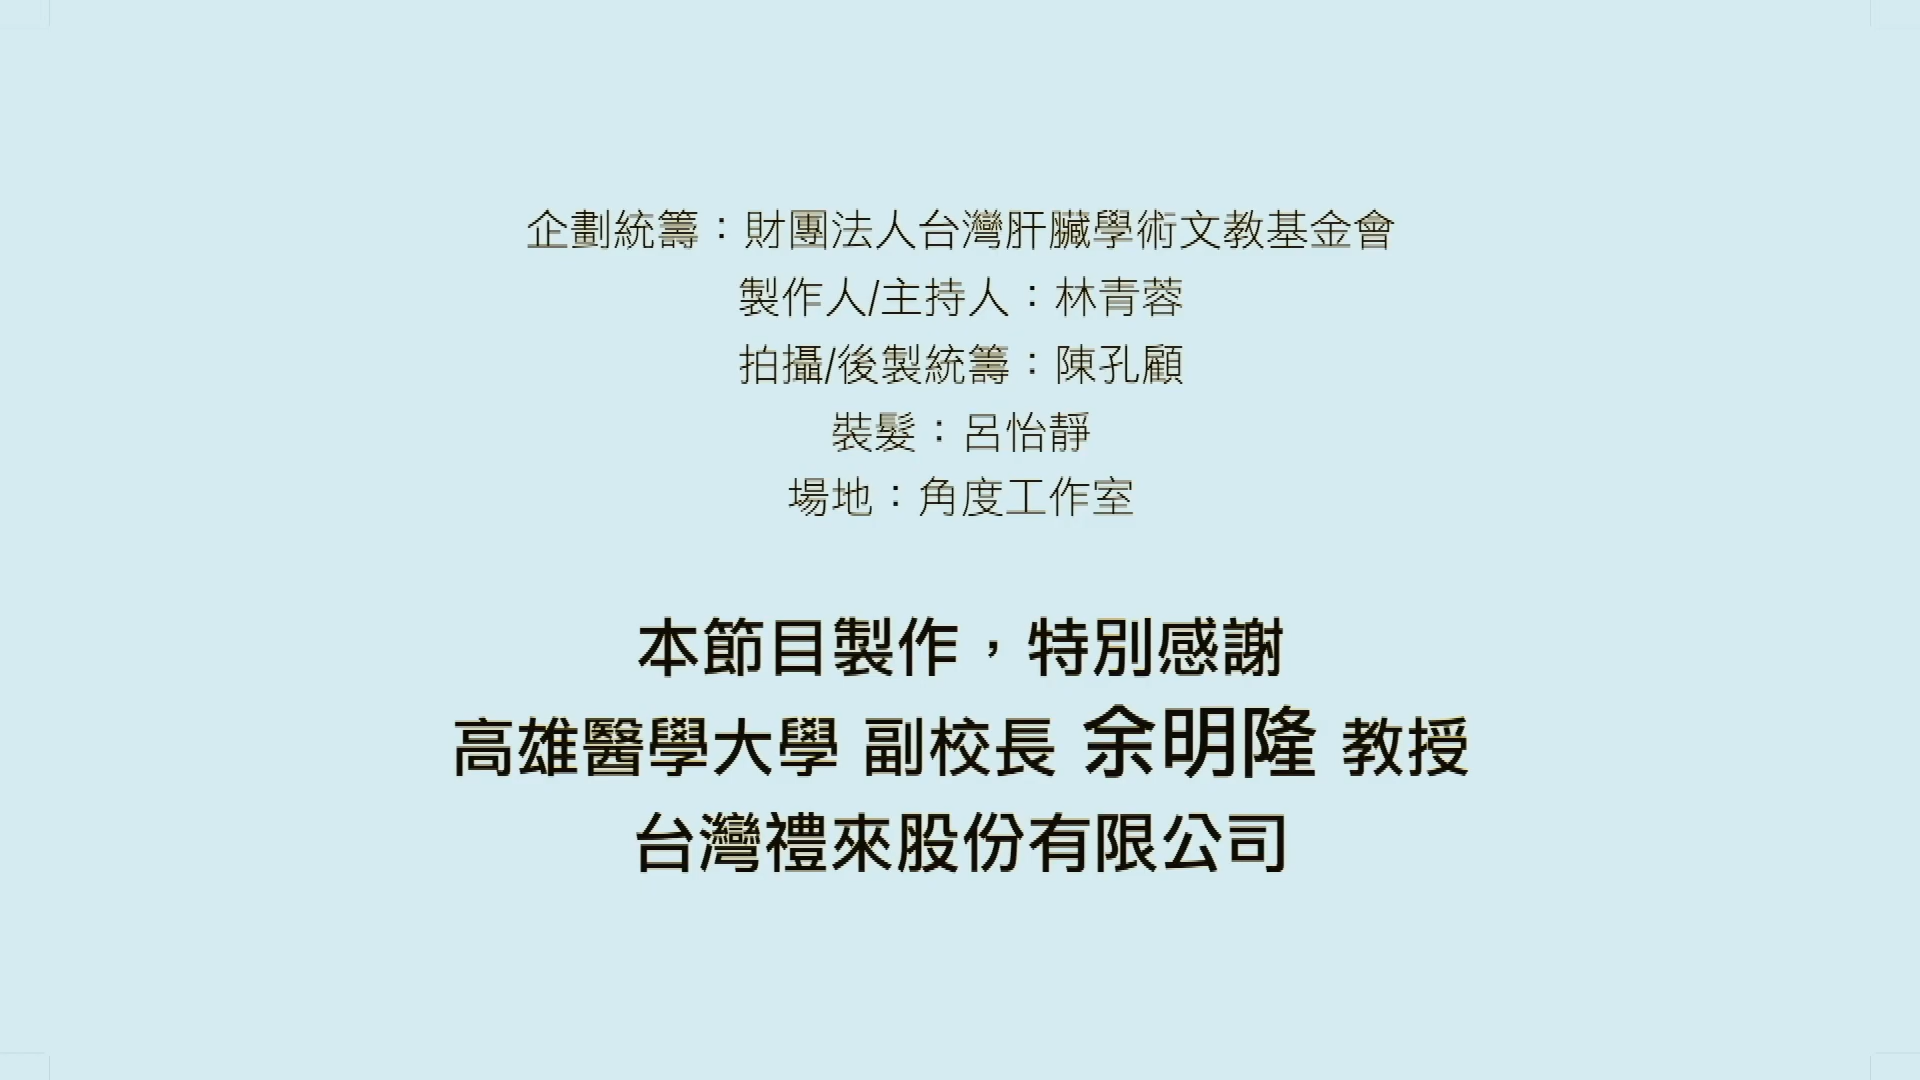 企劃統籌：財團法人台灣肝臟學術文教基金會
製作人/主持人：林青蓉
拍攝/後製統籌：陳孔顧
裝髮：呂怡靜
場地：角度工作室
本節目製作，特別感謝
高雄醫學大學 副校長 余明隆 教授
台灣禮來股份有限公司